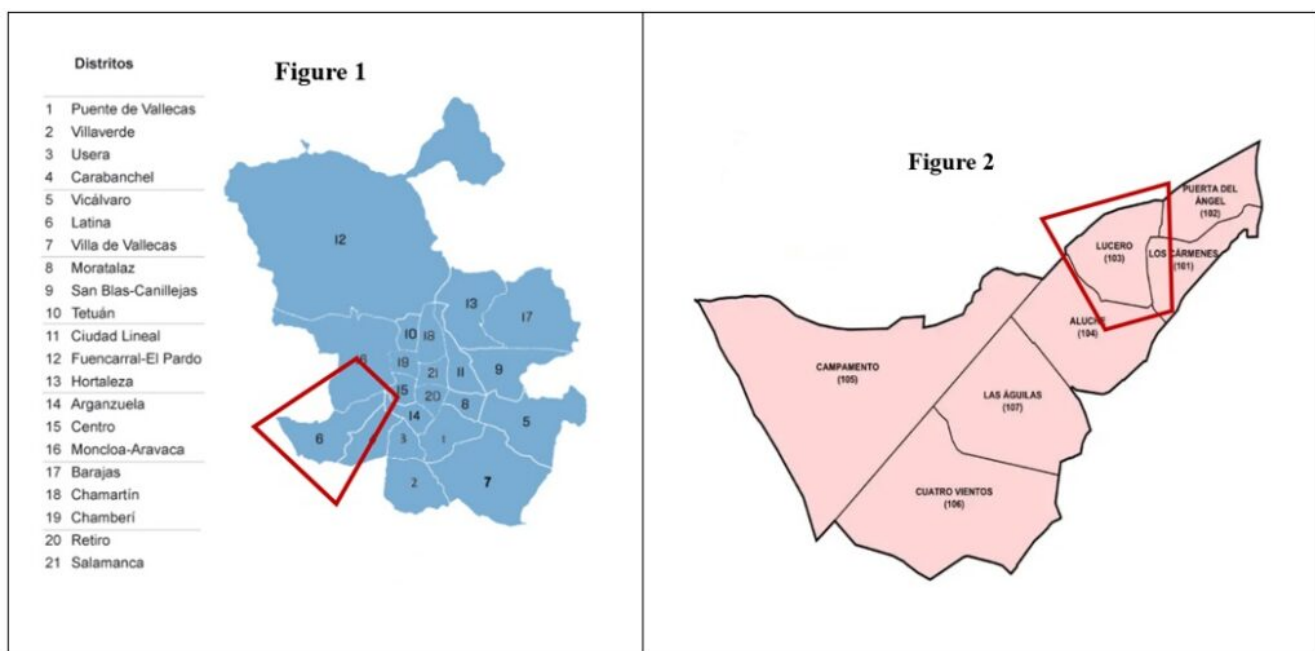 Distritos
Figure 1
1 Puente de Vallecas
2 Villaverde
3 Usera
4 Carabanchel
5 Vicálvaro
6 Latina
7 Villa de Vallecas
8 Moratalaz
9 San Blas-Canillejas
10 Tetuán
11 Ciudad Lineal
12 Fuencarral-El Pardo
13 Hortaleza
14 Arganzuela
15 Centro
16 Moncloa-Aravaca
17 Barajas
18 Chamartín
19 Chamberí
20 Retiro
21 Salamanca
12
13
17
10
18
16
19
21
11
9
15
20
8
14
6
3
1
5
2
7
Figure 2
PUERTA DEL
ÁNGEL
(102)
LUCERO
(103)
LOS CÁRMENES
(101)
ALUCHE
(104)
CAMPAMENTO
(105)
LAS ÁGUILAS
(107)
CUATRO VIENTOS
(106)